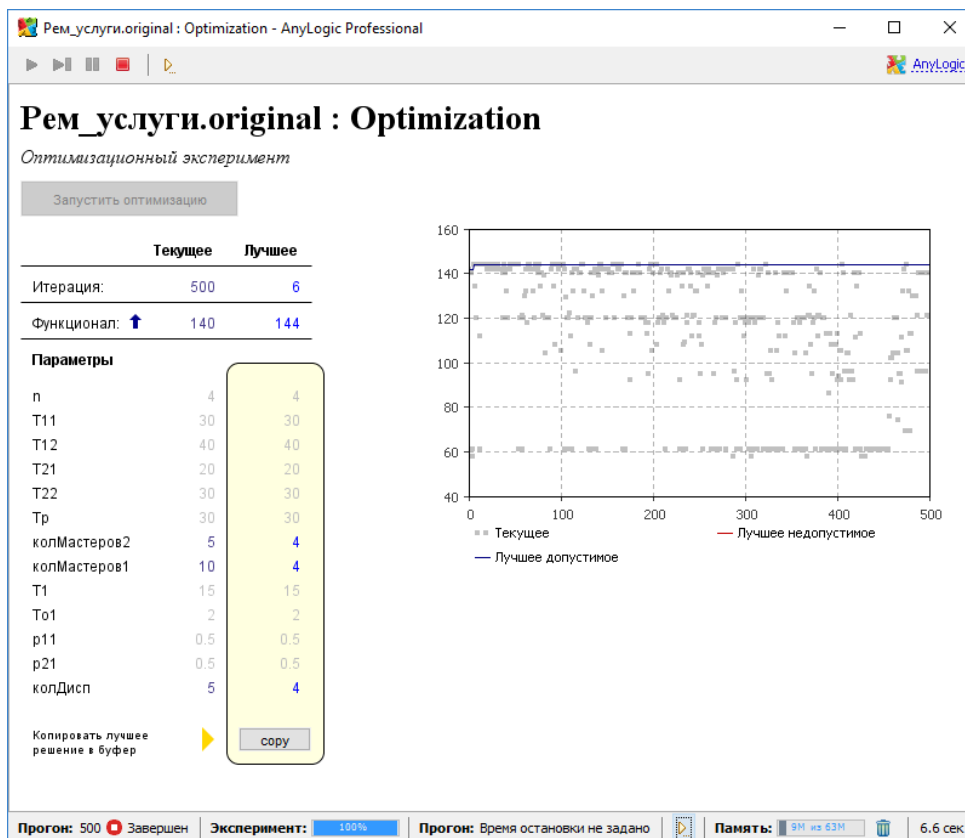 Рем_услуги.original : Optimization - AnyLogic Professional
AnyLogic
Рем_услуги.original : Optimization
Оптимизационный эксперимент
Запустить оптимизацию
Текущее Лучшее
Итерация: 500 6
Функционал: 140 144
Параметры
n 4 4
T11 30 30
T12 40 40
T21 20 20
T22 30 30
Tp 30 30
колМастеров2 5 4
колМастеров1 10 4
T1 15 15
To1 2 2
p11 0.5 0.5
p21 0.5 0.5
колДисп 5 4
Копировать лучшее
решение в буфер
copy
160
140
120
100
80
60
40
0 100 200 300 400 500
Текущее Лучшее недопустимое
Лучшее допустимое
Прогон: 500 Завершен Эксперимент: 100% Прогон: Время остановки не задано Память: 9M из 63M 6.6 сек